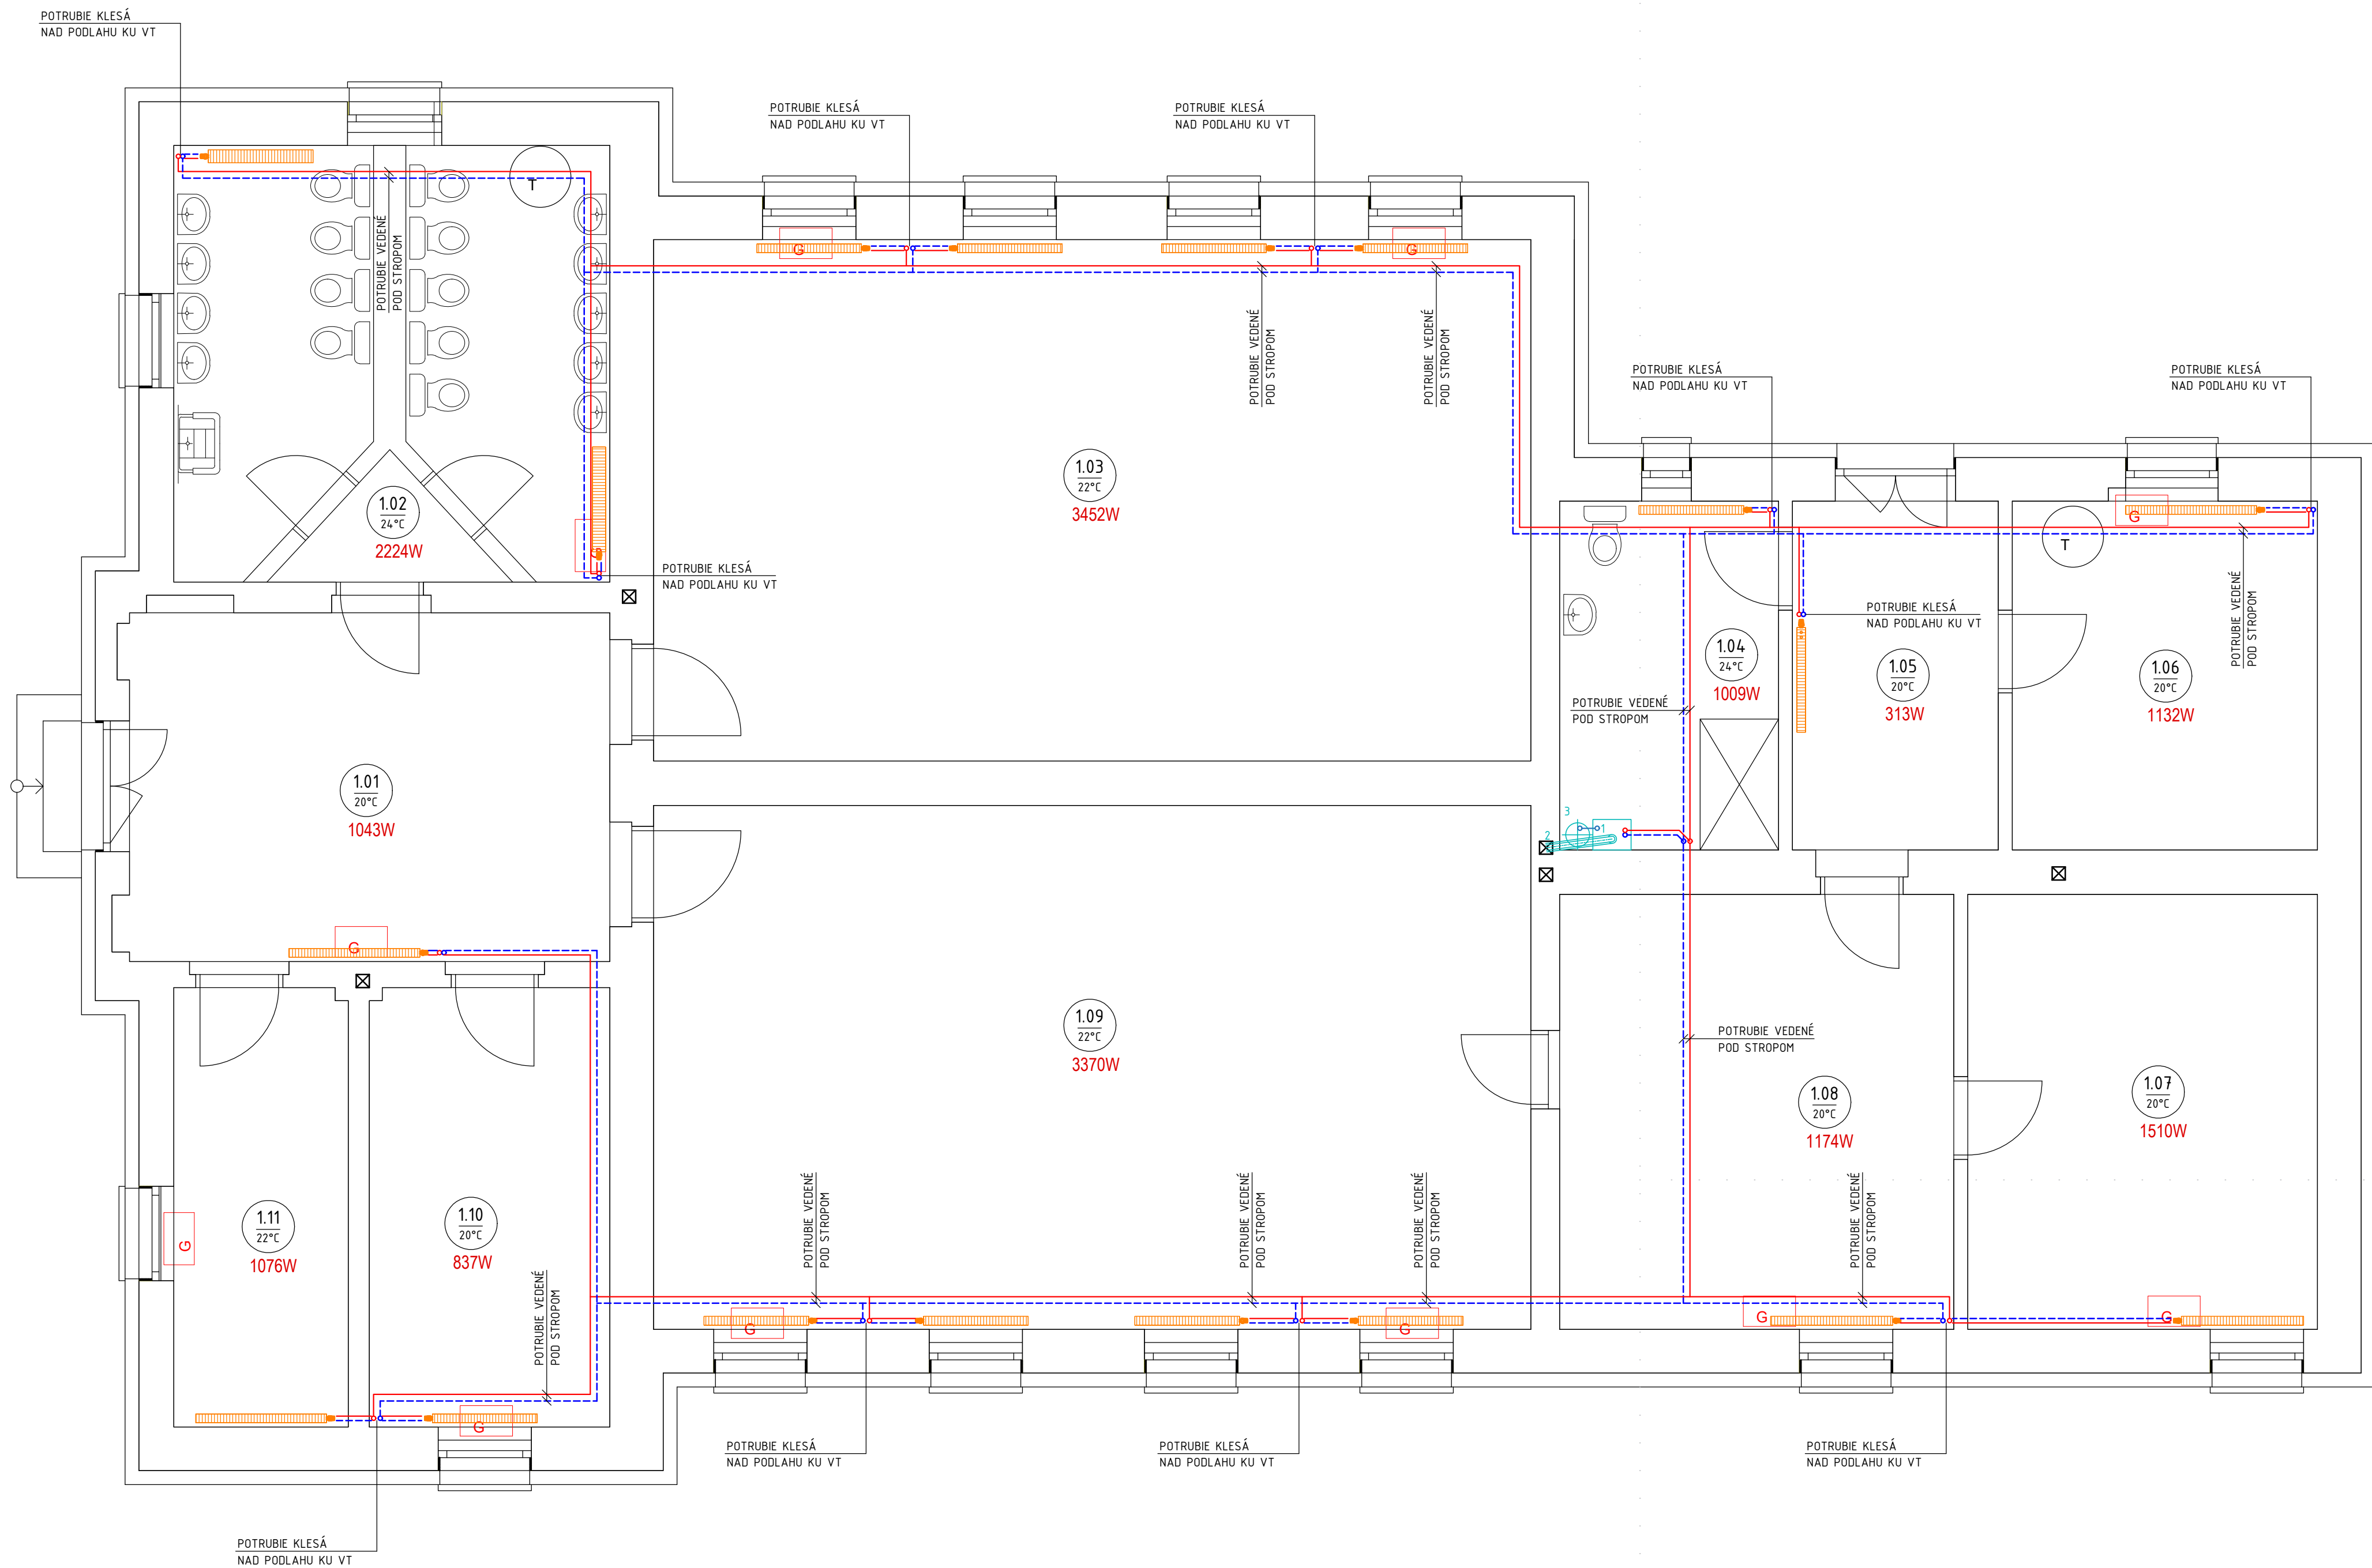 POTRUBIE KLESÁ
NAD PODLAHU KU VT
POTRUBIE KLESÁ
NAD PODLAHU KU VT
POTRUBIE KLESÁ
NAD PODLAHU KU VT
T
POTRUBIE VEDENÉ
POD STROPOM
G
G
POTRUBIE VEDENÉ
POD STROPOM
POTRUBIE VEDENÉ
POD STROPOM
POTRUBIE KLESÁ
NAD PODLAHU KU VT
POTRUBIE KLESÁ
NAD PODLAHU KU VT
1.03
22°C
3452W
1.02
24°C
2224W
G
G
T
POTRUBIE KLESÁ
NAD PODLAHU KU VT
POTRUBIE KLESÁ
NAD PODLAHU KU VT
POTRUBIE VEDENÉ
POD STROPOM
1.04
24°C
1009W
1.05
20°C
313W
1.06
20°C
1132W
POTRUBIE VEDENÉ
POD STROPOM
1.01
20°C
1043W
3
1
2
G
1.09
22°C
3370W
POTRUBIE VEDENÉ
POD STROPOM
1.08
20°C
1174W
1.07
20°C
1510W
1.11
22°C
1076W
1.10
20°C
837W
G
POTRUBIE VEDENÉ
POD STROPOM
POTRUBIE VEDENÉ
POD STROPOM
POTRUBIE VEDENÉ
POD STROPOM
POTRUBIE VEDENÉ
POD STROPOM
POTRUBIE VEDENÉ
POD STROPOM
G
G
G
G
G
POTRUBIE KLESÁ
NAD PODLAHU KU VT
POTRUBIE KLESÁ
NAD PODLAHU KU VT
POTRUBIE KLESÁ
NAD PODLAHU KU VT
POTRUBIE KLESÁ
NAD PODLAHU KU VT